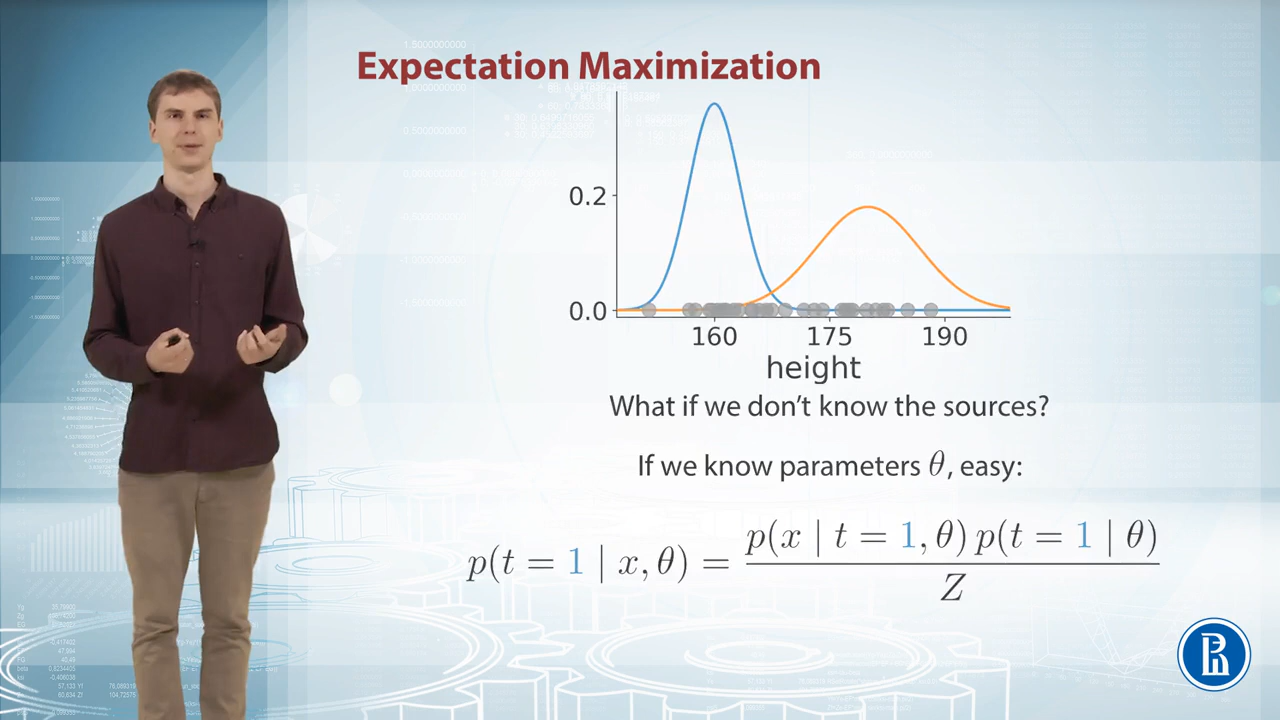 Expectation Maximization
0.2
0.0
160 175 190
height
What if we don't know the sources?
If we know parameters θ, easy:
p(t = 1 | x, θ) = p(x | t = 1, θ) p(t = 1 | θ)
Z